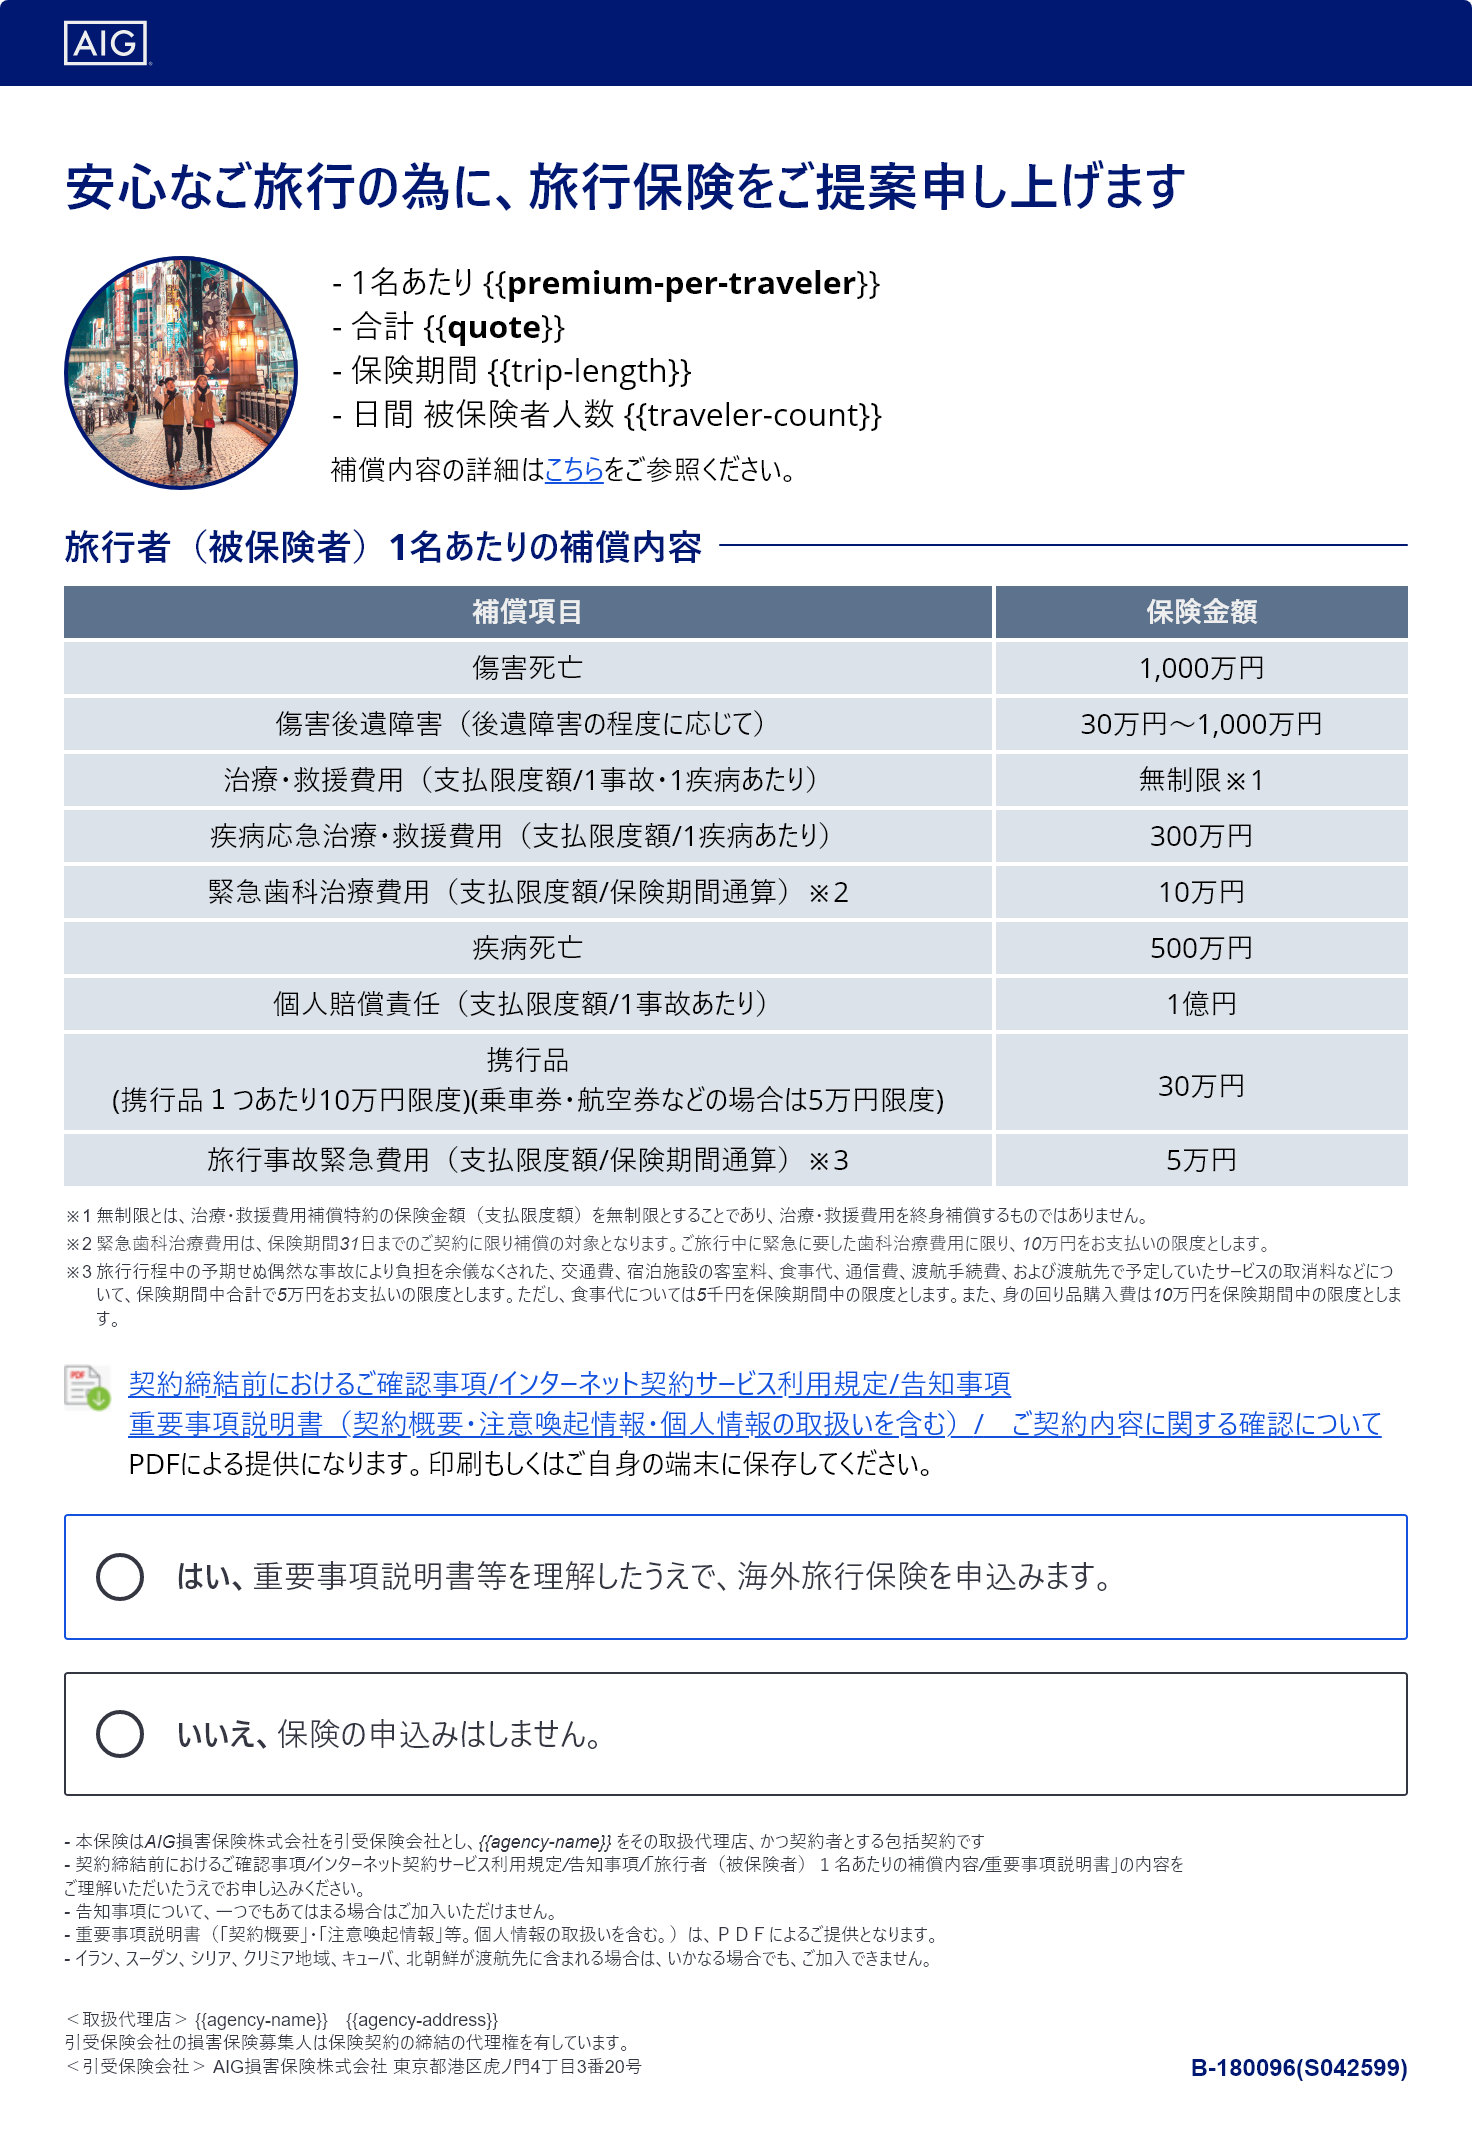 AIG
安心なご旅行の為に、旅行保険をご提案申し上げます
- 1名あたり {{premium-per-traveler}}
- 合計 {{quote}}
- 保険期間 {{trip-length}}
- 日間 被保険者人数 {{traveler-count}}
補償内容の詳細はこちらをご参照ください。
旅行者（被保険者）1名あたりの補償内容
補償項目 保険金額
傷害死亡 1,000万円
傷害後遺障害（後遺障害の程度に応じて） 30万円～1,000万円
治療・救援費用（支払限度額/1事故・1疾病あたり） 無制限※1
疾病応急治療・救援費用（支払限度額/1疾病あたり） 300万円
緊急歯科治療費用（支払限度額/保険期間通算）※2 10万円
疾病死亡 500万円
個人賠償責任（支払限度額/1事故あたり） 1億円
携行品
(携行品１つあたり10万円限度)(乗車券・航空券などの場合は5万円限度) 30万円
旅行事故緊急費用（支払限度額/保険期間通算）※3 5万円
※1 無制限とは、治療・救援費用補償特約の保険金額（支払限度額）を無制限とすることであり、治療・救援費用を終身補償するものではありません。
※2 緊急歯科治療費用は、保険期間31日までのご契約に限り補償の対象となります。ご旅行中に緊急に要した歯科治療費用に限り、10万円をお支払いの限度とします。
※3 旅行行程中の予期せぬ偶然な事故により負担を余儀なくされた、交通費、宿泊施設の客室料、食事代、通信費、渡航手続費、および渡航先で予定していたサービスの取消料などにつ
いて、保険期間中合計で5万円をお支払いの限度とします。ただし、食事代については5千円を保険期間中の限度とします。また、身の回り品購入費は10万円を保険期間中の限度としま
す。
PDF
契約締結前におけるご確認事項/インターネット契約サービス利用規定/告知事項
重要事項説明書（契約概要・注意喚起情報・個人情報の取扱いを含む）/　ご契約内容に関する確認について
PDFによる提供になります。印刷もしくはご自身の端末に保存してください。
はい、重要事項説明書等を理解したうえで、海外旅行保険を申込みます。
いいえ、保険の申込みはしません。
- 本保険はAIG損害保険株式会社を引受保険会社とし、{{agency-name}} をその取扱代理店、かつ契約者とする包括契約です
- 契約締結前におけるご確認事項/インターネット契約サービス利用規定/告知事項/「旅行者（被保険者）１名あたりの補償内容/重要事項説明書」の内容を
ご理解いただいたうえでお申し込みください。
- 告知事項について、一つでもあてはまる場合はご加入いただけません。
- 重要事項説明書（「契約概要」・「注意喚起情報」等。個人情報の取扱いを含む。）は、ＰＤＦによるご提供となります。
- イラン、スーダン、シリア、クリミア地域、キューバ、北朝鮮が渡航先に含まれる場合は、いかなる場合でも、ご加入できません。
＜取扱代理店＞ {{agency-name}}　{{agency-address}}
引受保険会社の損害保険募集人は保険契約の締結の代理権を有しています。
＜引受保険会社＞ AIG損害保険株式会社 東京都港区虎ノ門4丁目3番20号
B-180096(S042599)